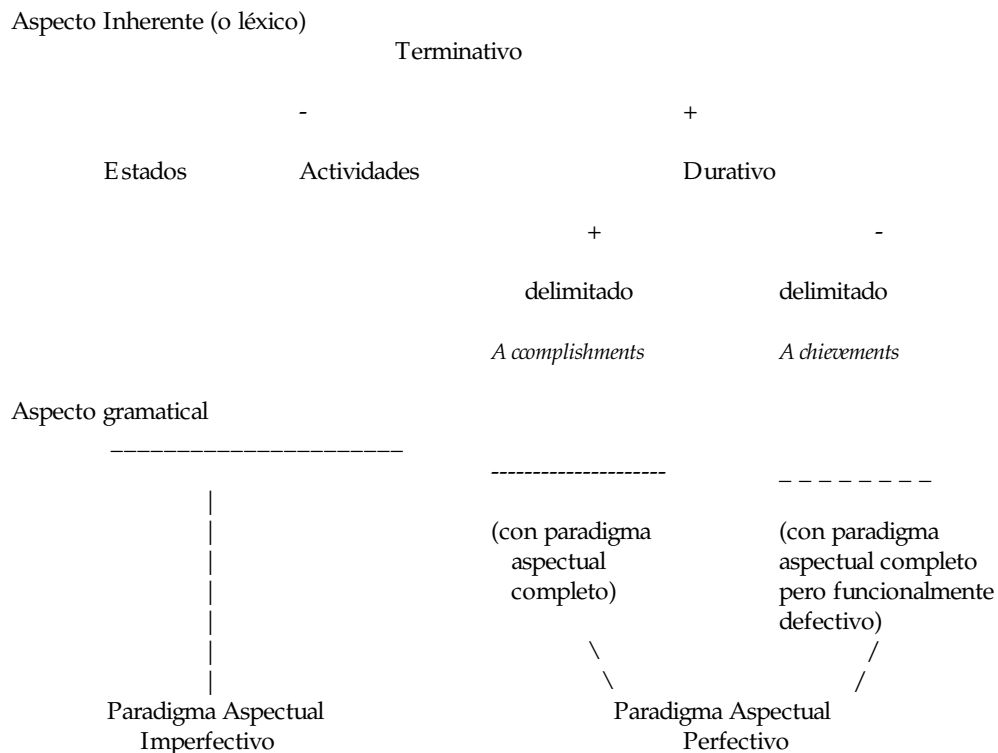 Aspecto Inherente (o léxico)
Terminativo
- +
Estados Actividades Durativo
+ -
delimitado delimitado
Accomplishments Achievements
Aspecto gramatical
_______________________
--------------------- _ _ _ _ _ _ _ _
| (con paradigma (con paradigma
| aspectual aspectual completo
| completo) pero funcionalmente
| defectivo)
| \ /
| \ /
Paradigma Aspectual Paradigma Aspectual
Imperfectivo Perfectivo